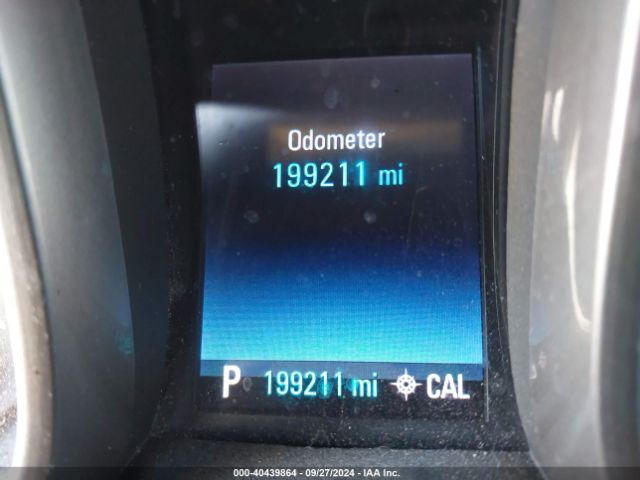 Odometer
199211 mi
P 199211 mi CAL
000-40439864 - 09/27/2024 - IAA Inc.